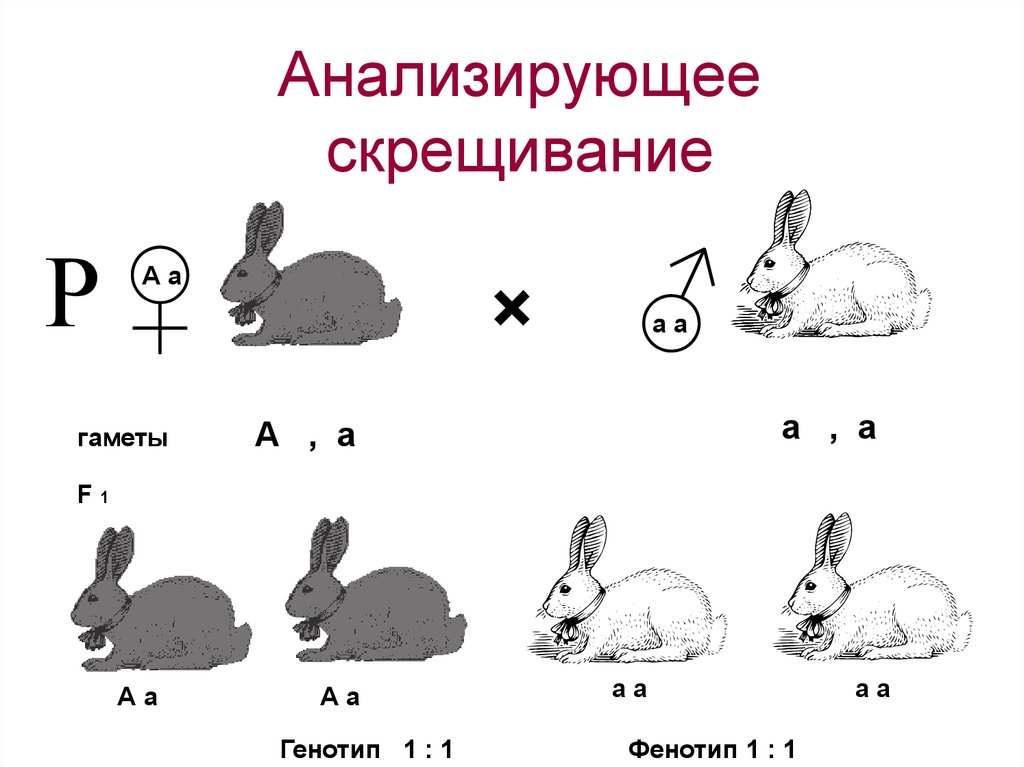 Анализирующее
скрещивание
Р А а × а а
гаметы А , а а , а
F 1
А а А а а а а а
Генотип 1 : 1 Фенотип 1 : 1